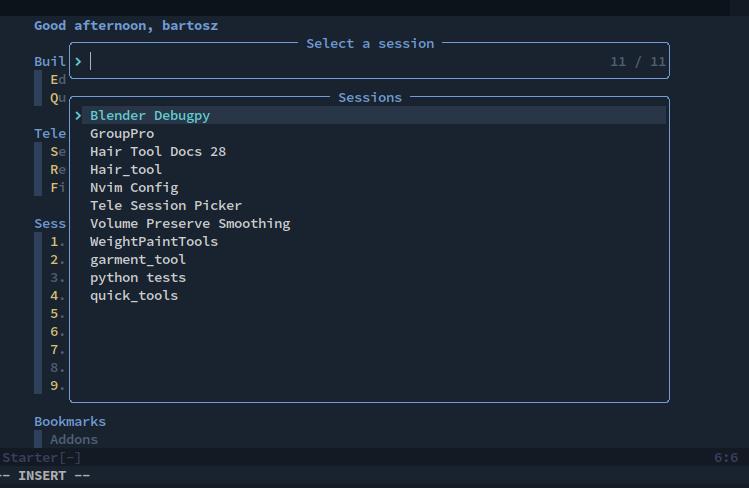 Good afternoon, bartosz
Select a session
Buil
> 11 / 11
Ed
Qu
Sessions
> Blender Debugpy
GroupPro
Tele
Se
Hair Tool Docs 28
Re
Hair_tool
Fi
Nvim Config
Tele Session Picker
Sess
Volume Preserve Smoothing
1.
WeightPaintTools
2.
garment_tool
3.
python tests
4.
quick_tools
5.
6.
7.
8.
9.
Bookmarks
Addons
Starter[-] 6:6
-- INSERT --